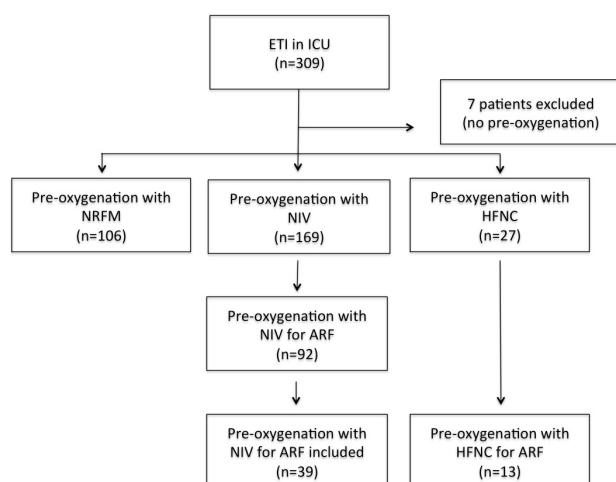 ETI in ICU
(n=309)
7 patients excluded
(no pre-oxygenation)
Pre-oxygenation with
NRFM
(n=106)
Pre-oxygenation with
NIV
(n=169)
Pre-oxygenation with
HFNC
(n=27)
Pre-oxygenation with
NIV for ARF
(n=92)
Pre-oxygenation with
NIV for ARF included
(n=39)
Pre-oxygenation with
HFNC for ARF
(n=13)